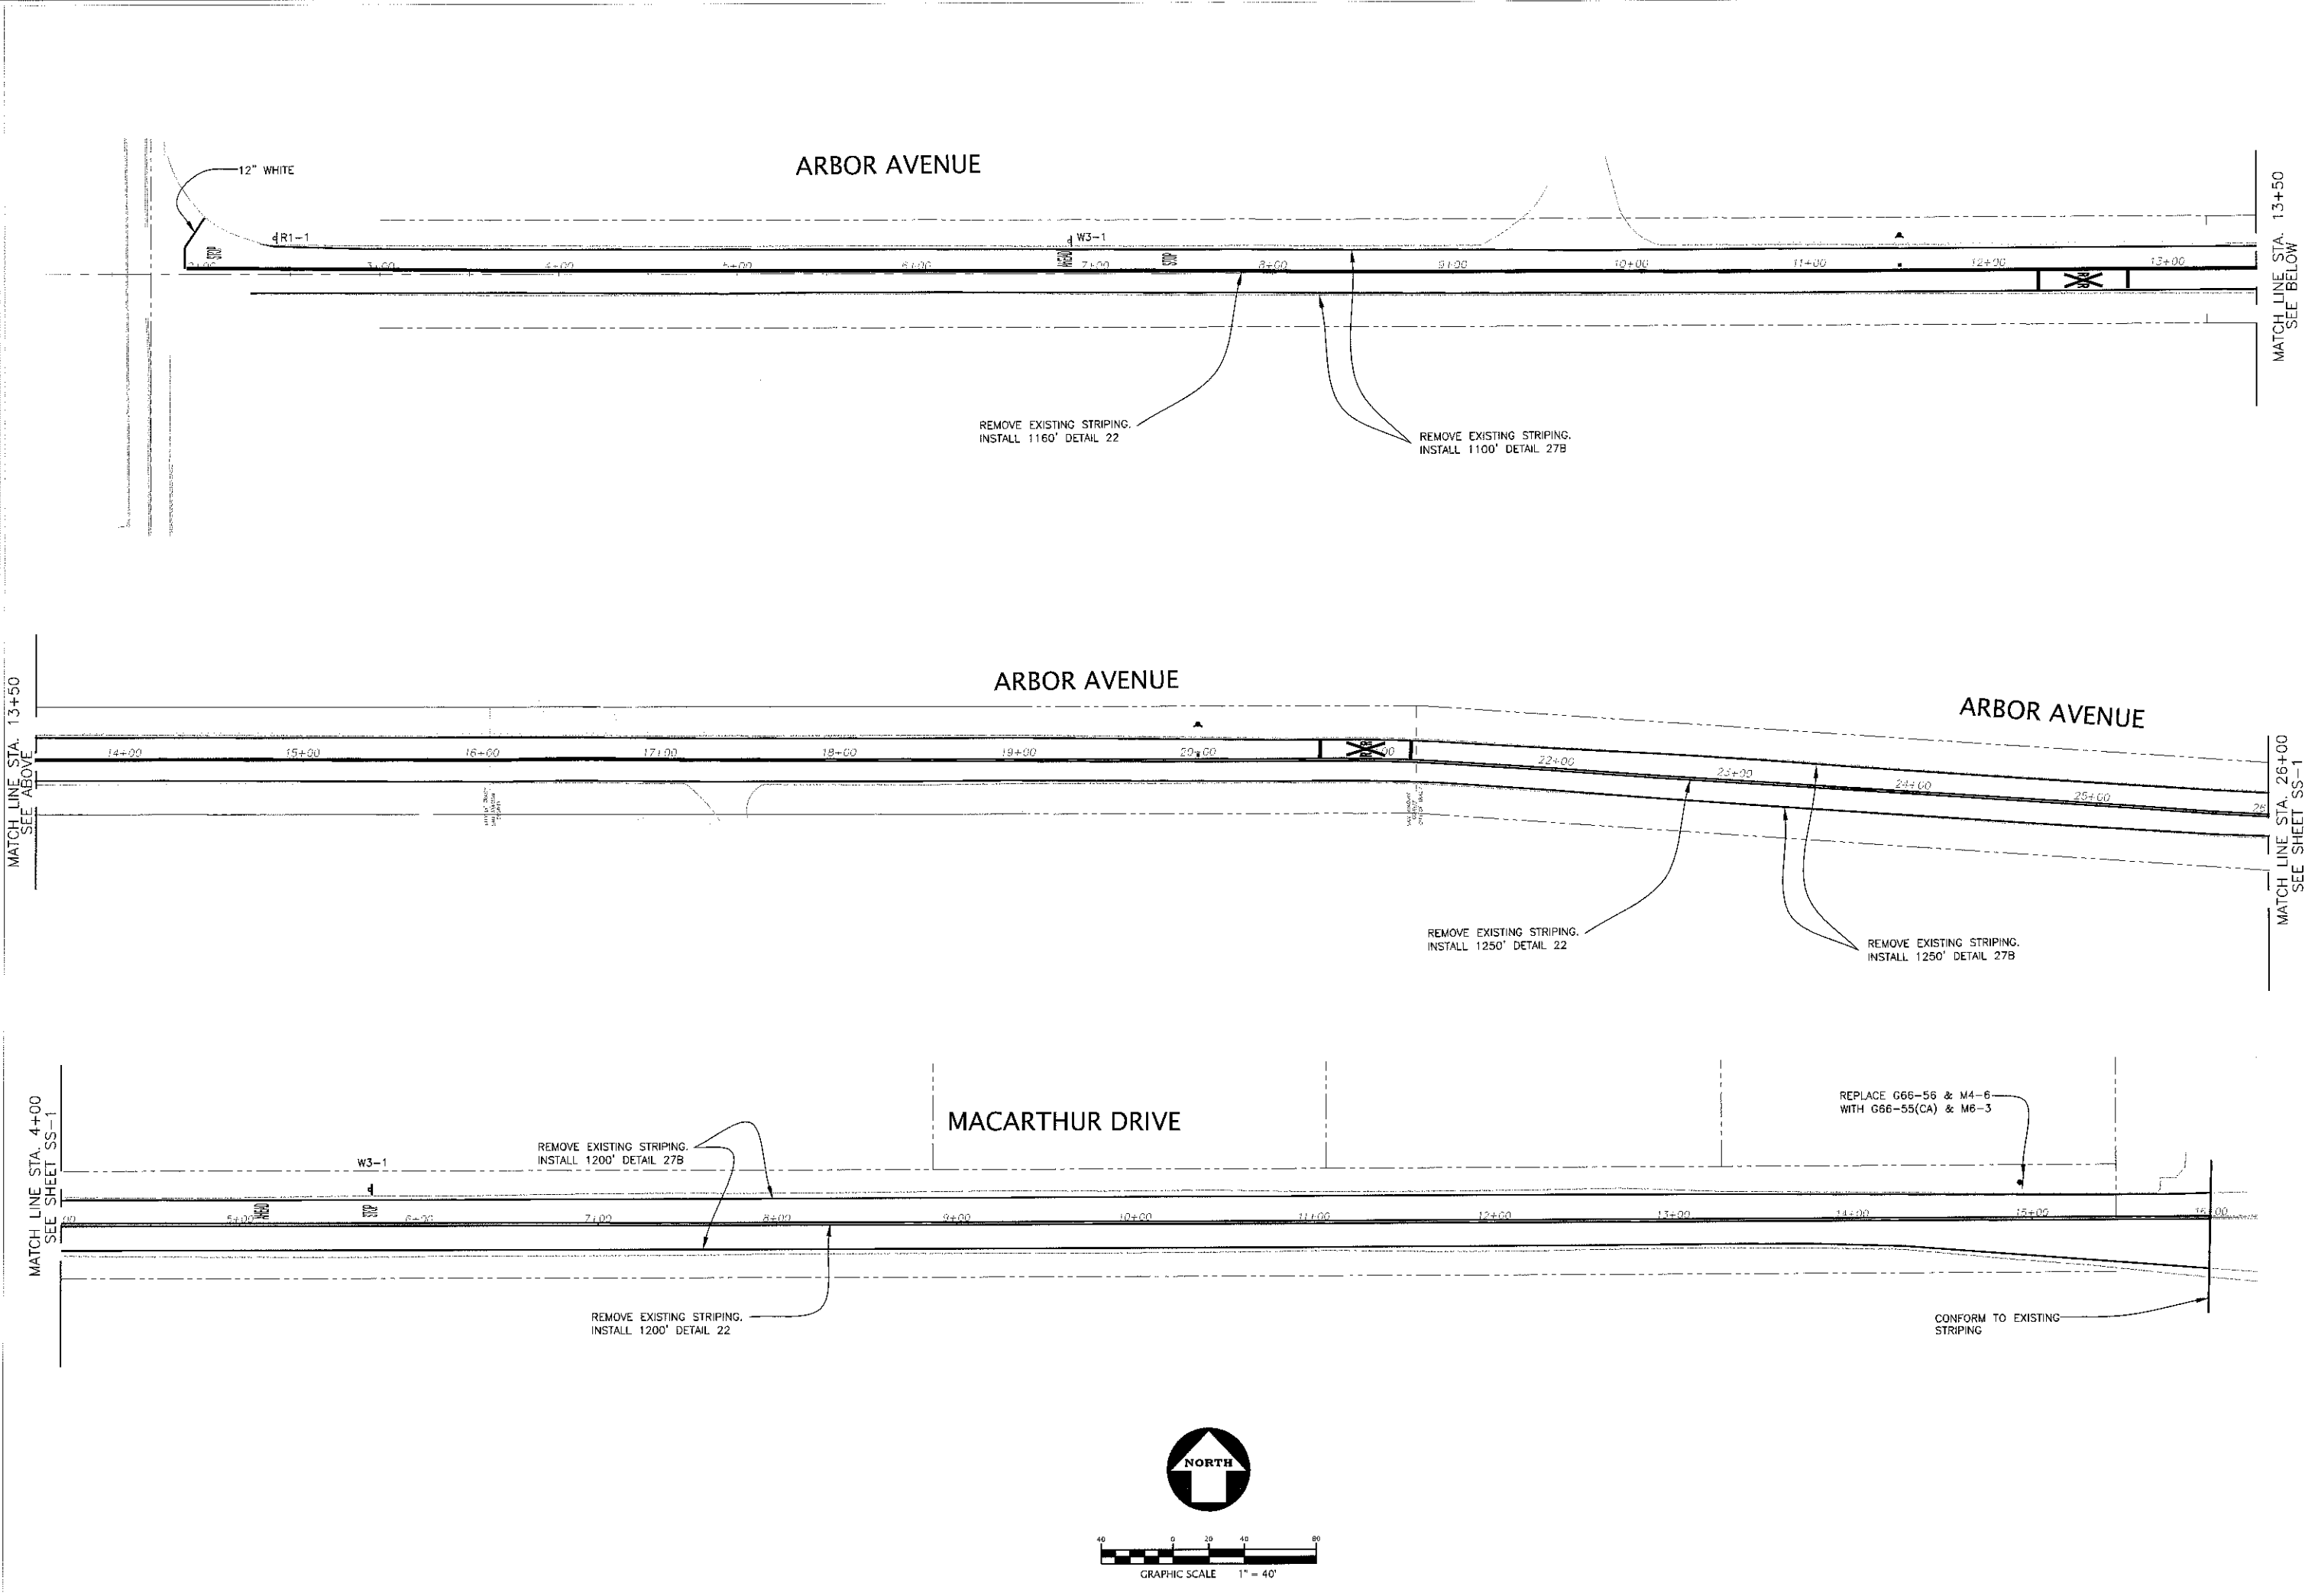 ARBOR AVENUE
12" WHITE
STOP
R1-1
AHEAD
W3-1
STOP
2+00 3+00 4+00 5+00 6+00 7+00 8+00 9+00 10+00 11+00 12+00 13+00
RR
MATCH LINE STA. 13+50
SEE BELOW
REMOVE EXISTING STRIPING.
INSTALL 1160' DETAIL 22
REMOVE EXISTING STRIPING.
INSTALL 1100' DETAIL 27B
MATCH LINE STA. 13+50
SEE ABOVE
ARBOR AVENUE
ARBOR AVENUE
14+00 15+00 16+00 17+00 18+00 19+00 20+00
RR
22+00 23+00 24+00 25+00 26
MATCH LINE STA. 26+00
SEE SHEET SS-1
REMOVE EXISTING STRIPING.
INSTALL 1250' DETAIL 22
REMOVE EXISTING STRIPING.
INSTALL 1250' DETAIL 27B
MATCH LINE STA. 4+00
SEE SHEET SS-1
MACARTHUR DRIVE
REPLACE G66-56 & M4-6
WITH G66-55(CA) & M6-3
REMOVE EXISTING STRIPING.
INSTALL 1200' DETAIL 27B
W3-1
AHEAD
STOP
00 5+00 6+00 7+00 8+00 9+00 10+00 11+00 12+00 13+00 14+00 15+00 16+00
REMOVE EXISTING STRIPING.
INSTALL 1200' DETAIL 22
CONFORM TO EXISTING
STRIPING
NORTH
40 0 20 40 80
GRAPHIC SCALE 1" = 40'